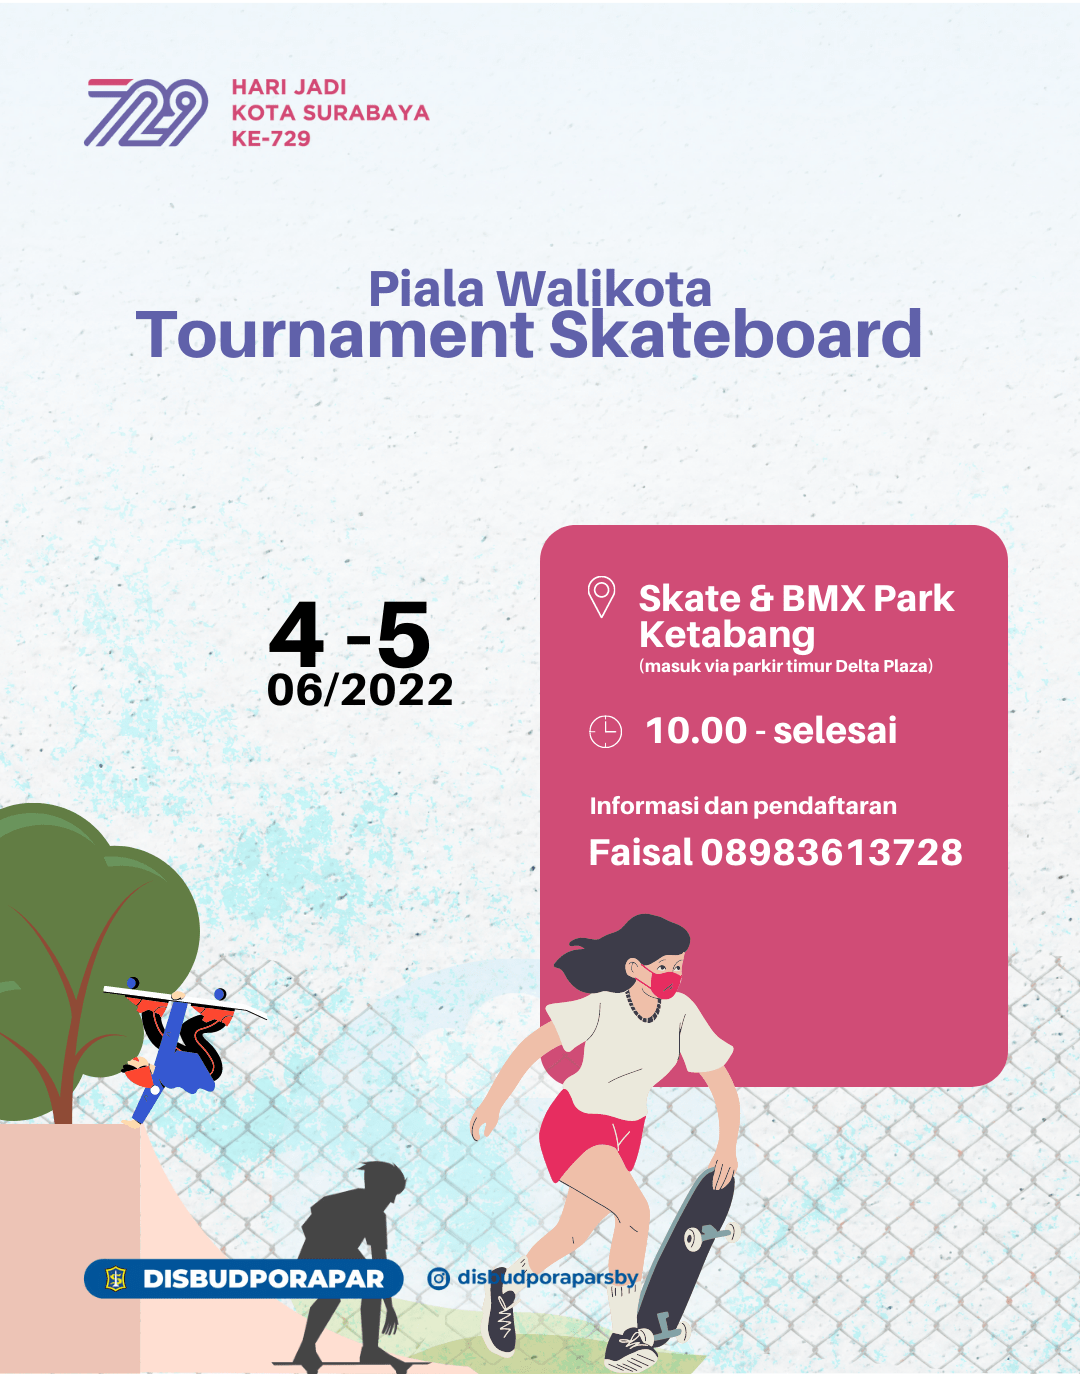 729
HARI JADI
KOTA SURABAYA
KE-729
Piala Walikota
Tournament Skateboard
4 -5
06/2022
Skate & BMX Park
Ketabang
(masuk via parkir timur Delta Plaza)
10.00 - selesai
Informasi dan pendaftaran
Faisal 08983613728
DISBUDPORAPAR
disbudporaparsby